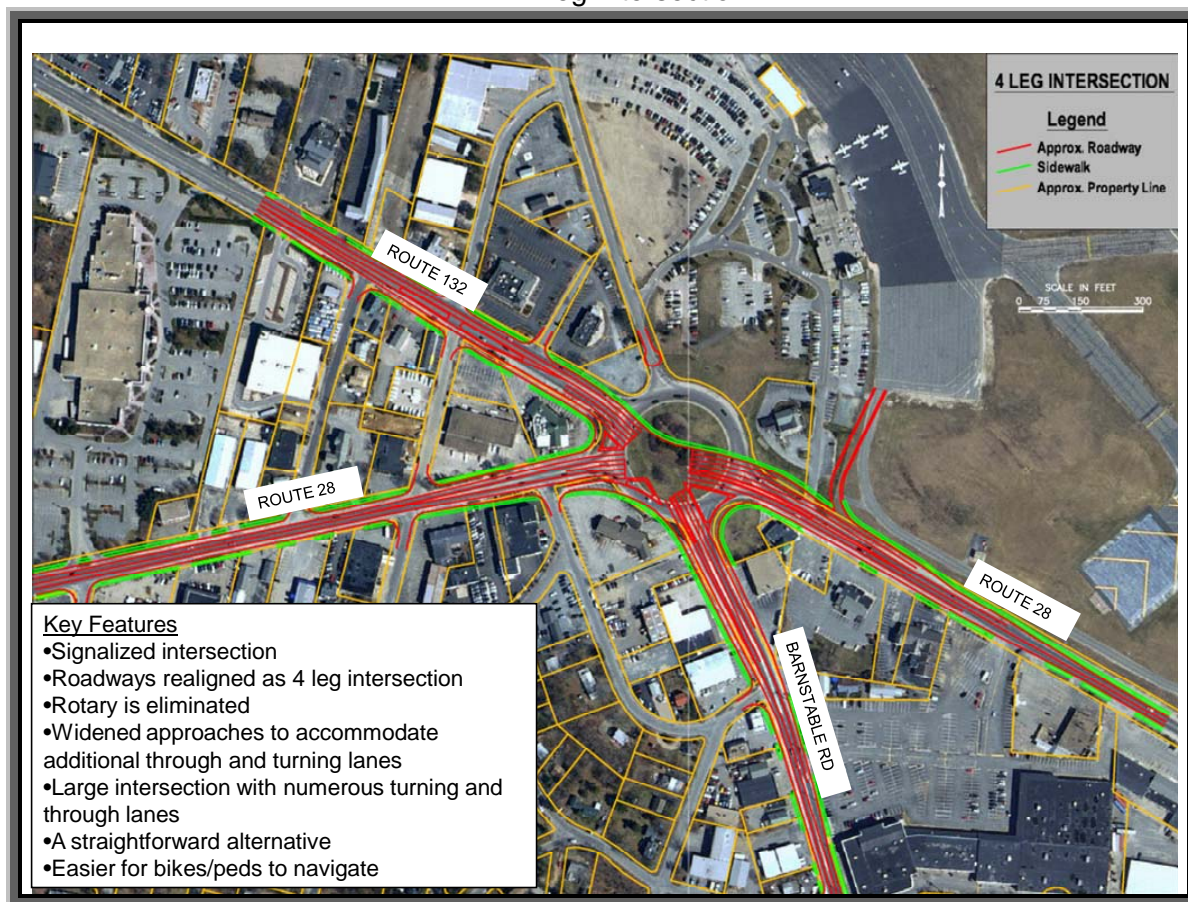 4 LEG INTERSECTION
Legend
Approx. Roadway
Sidewalk
Approx. Property Line
N
SCALE IN FEET
0 75 150 300
ROUTE 132
ROUTE 28
ROUTE 28
BARNSTABLE RD
Key Features
•Signalized intersection
•Roadways realigned as 4 leg intersection
•Rotary is eliminated
•Widened approaches to accommodate
additional through and turning lanes
•Large intersection with numerous turning and
through lanes
•A straightforward alternative
•Easier for bikes/peds to navigate